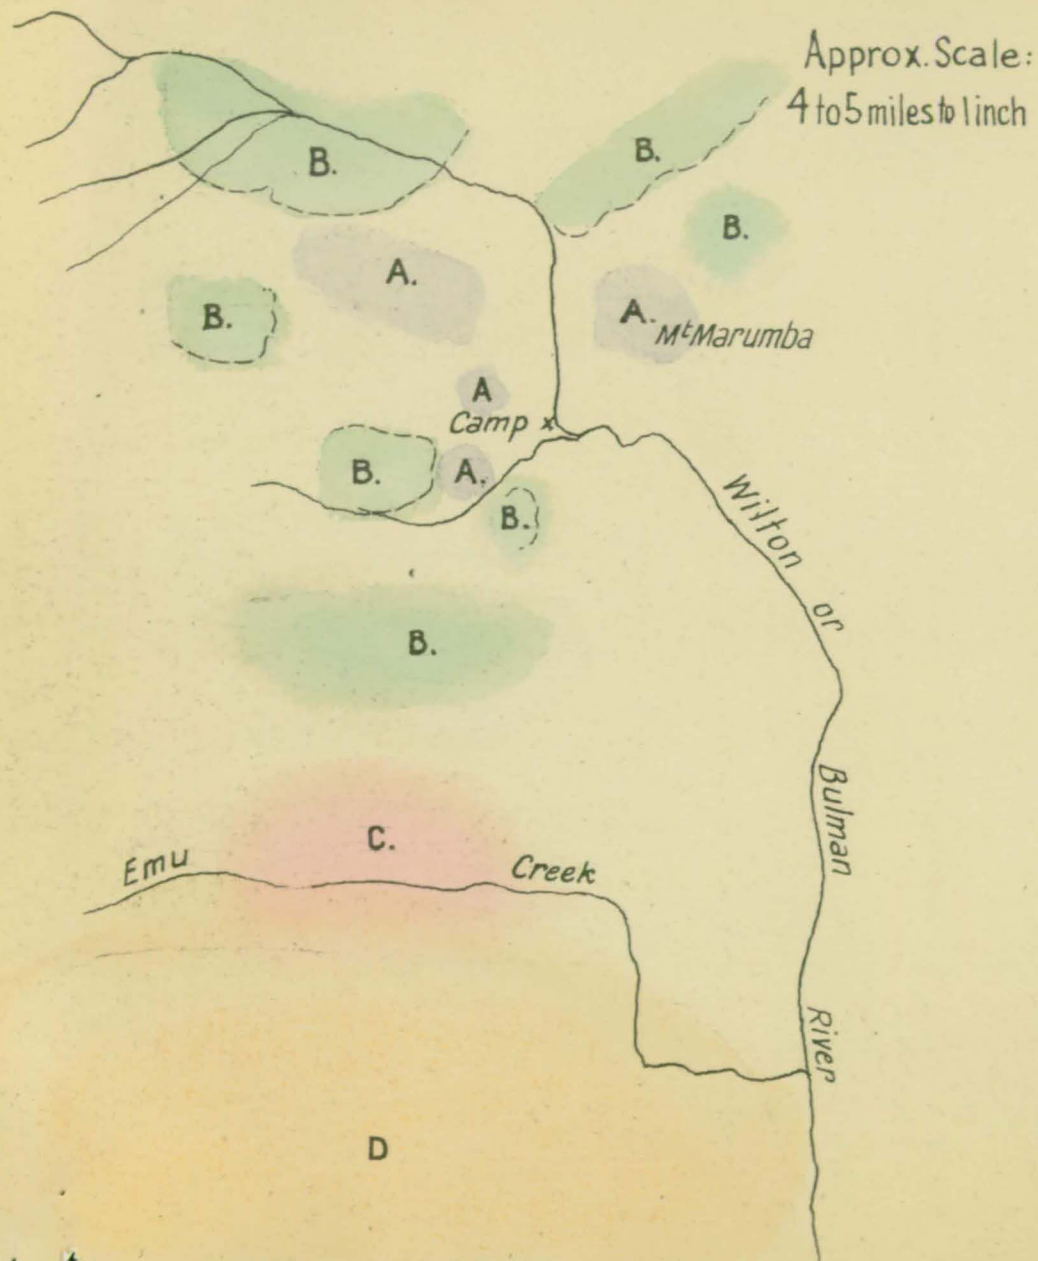 Approx. Scale:
4 to 5 miles to 1 inch
B.
B.
B.
A.
B.
A.
Mt Marumba
A
Camp x
B.
A.
B.
Wilton or Bulman River
B.
C.
Emu Creek
D